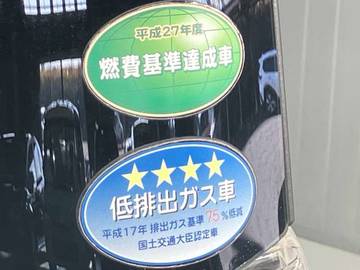 平成27年度
燃費基準達成車
低排出ガス車
平成17年 排出ガス基準 75%低減
国土交通大臣認定車